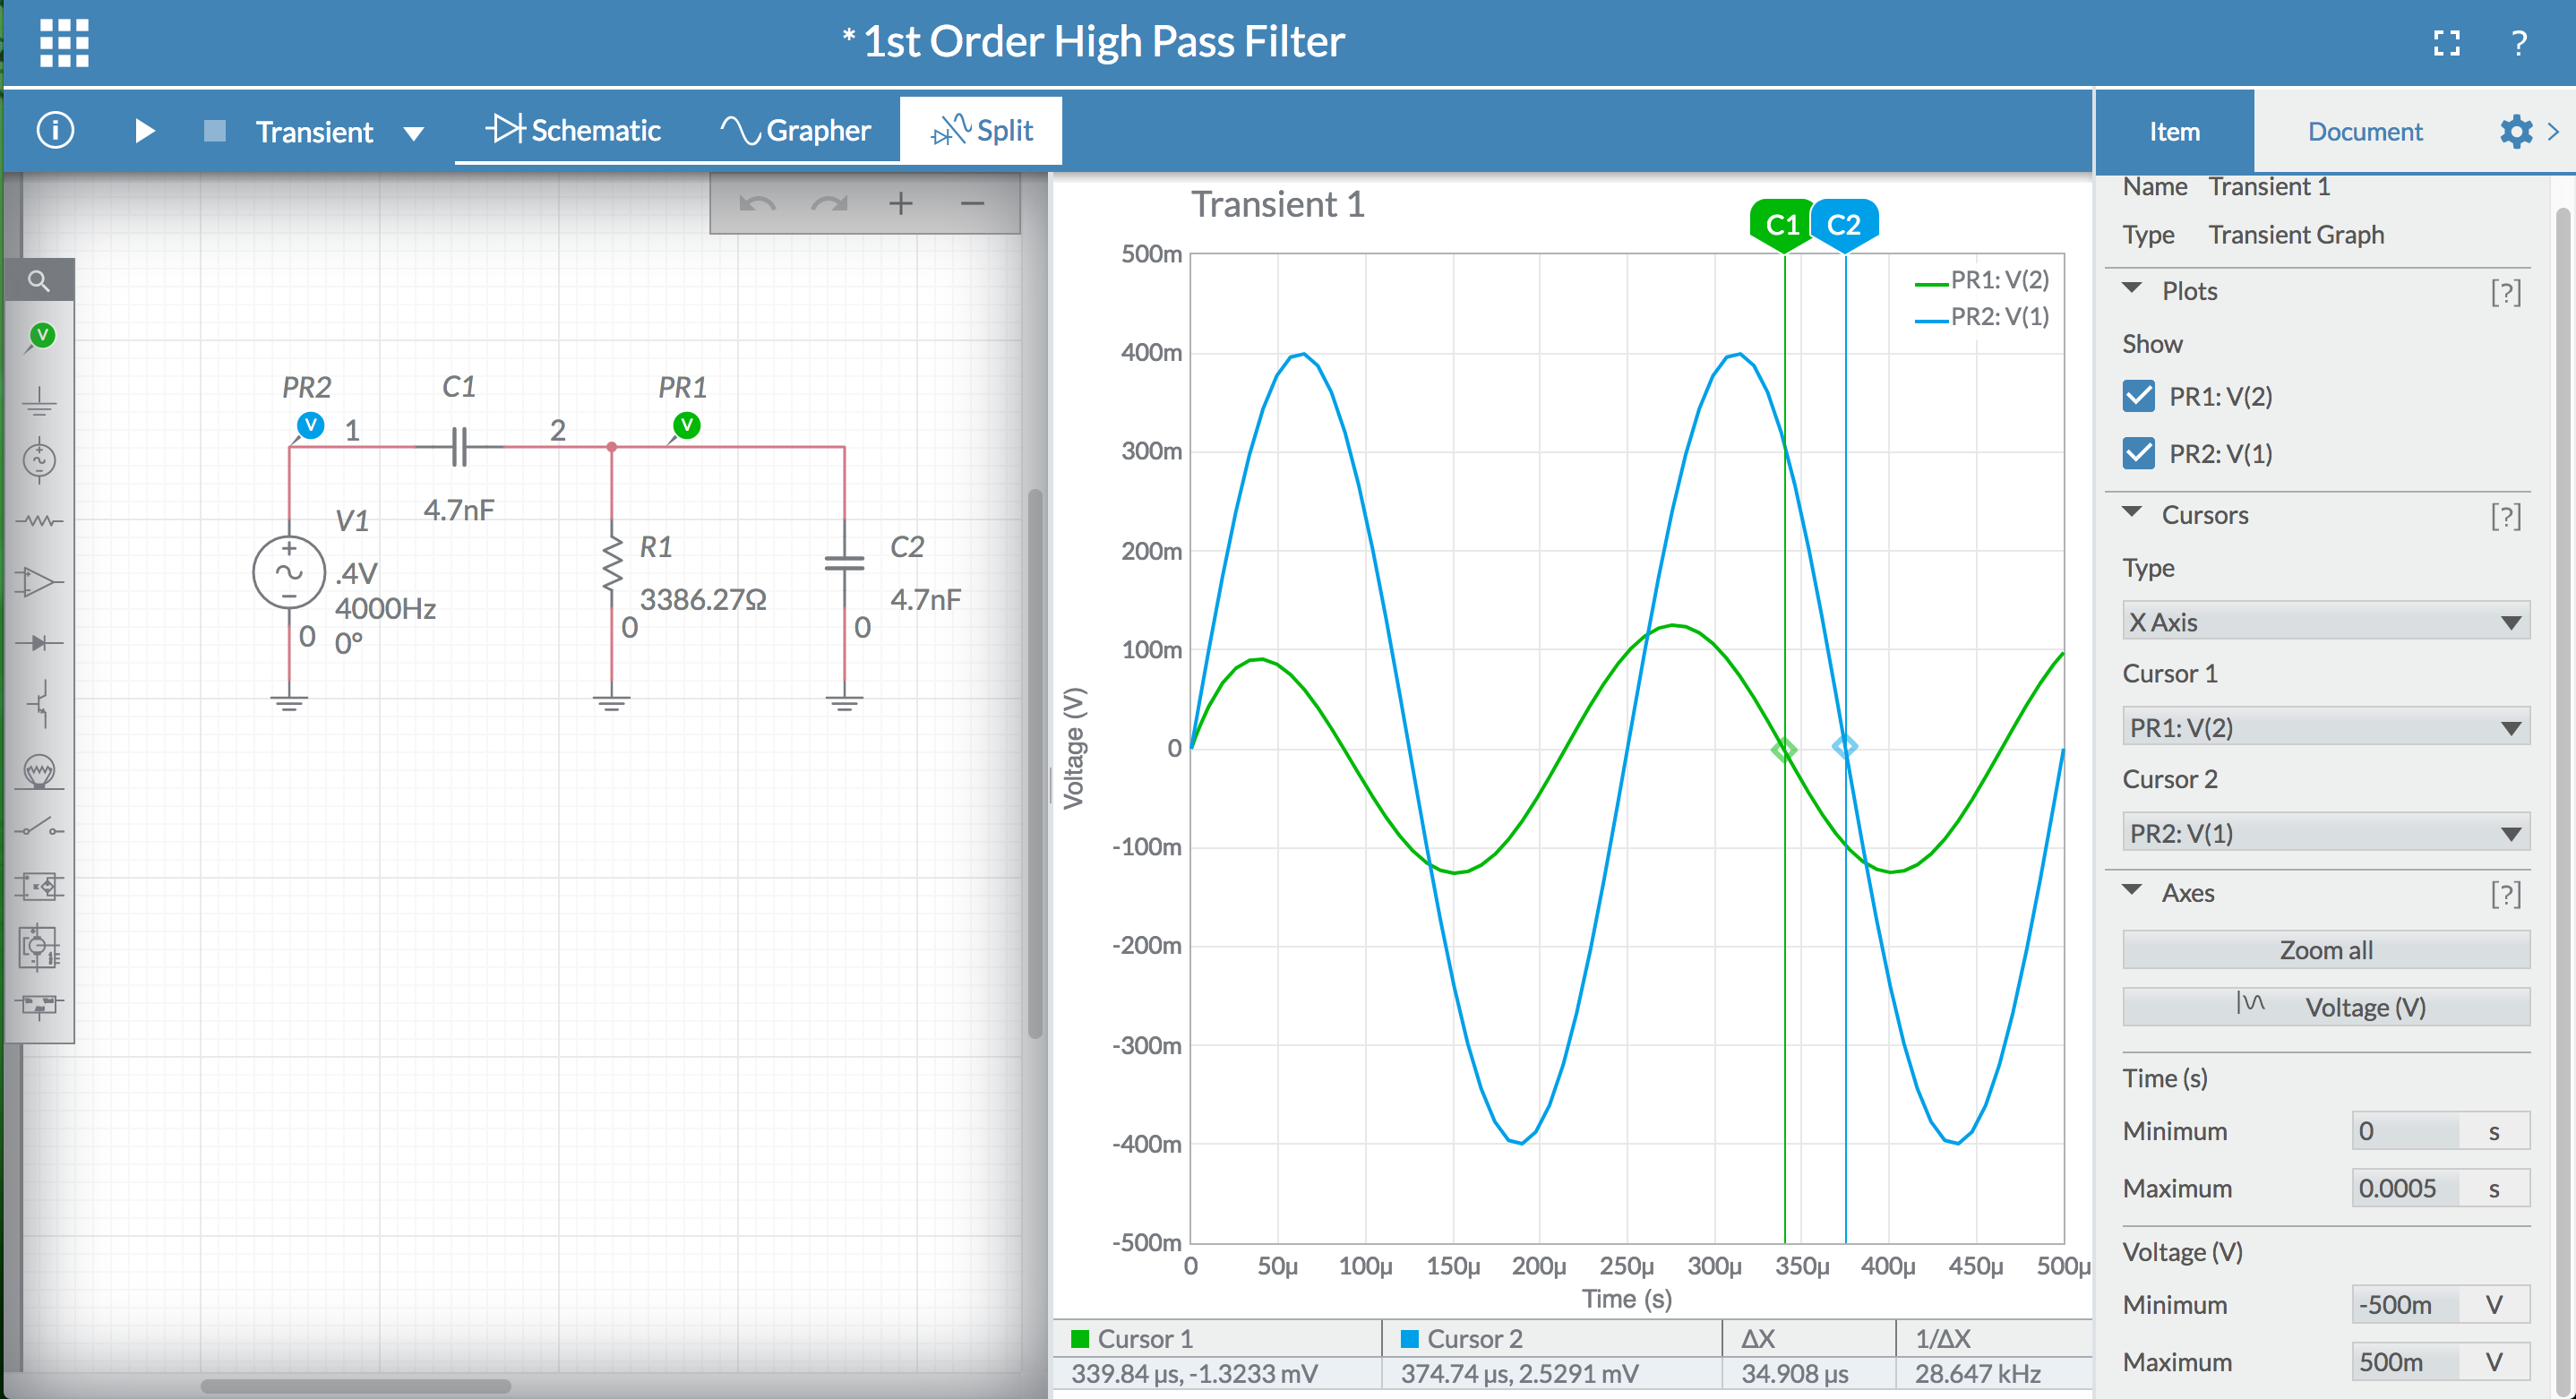 * 1st Order High Pass Filter
?
i
Transient
Schematic
Grapher
Split
Item
Document
PR2
C1
PR1
V
1
2
V
4.7nF
V1
.4V
4000Hz
0°
0
R1
3386.27Ω
0
C2
4.7nF
0
V
Transient 1
C1
C2
PR1: V(2)
PR2: V(1)
500m
400m
300m
200m
100m
0
-100m
-200m
-300m
-400m
-500m
Voltage (V)
0
50µ
100µ
150µ
200µ
250µ
300µ
350µ
400µ
450µ
500µ
Time (s)
Cursor 1
Cursor 2
ΔX
1/ΔX
339.84 µs, -1.3233 mV
374.74 µs, 2.5291 mV
34.908 µs
28.647 kHz
Name Transient 1
Type Transient Graph
Plots [?]
Show
PR1: V(2)
PR2: V(1)
Cursors [?]
Type
X Axis
Cursor 1
PR1: V(2)
Cursor 2
PR2: V(1)
Axes [?]
Zoom all
Voltage (V)
Time (s)
Minimum 0 s
Maximum 0.0005 s
Voltage (V)
Minimum -500m V
Maximum 500m V